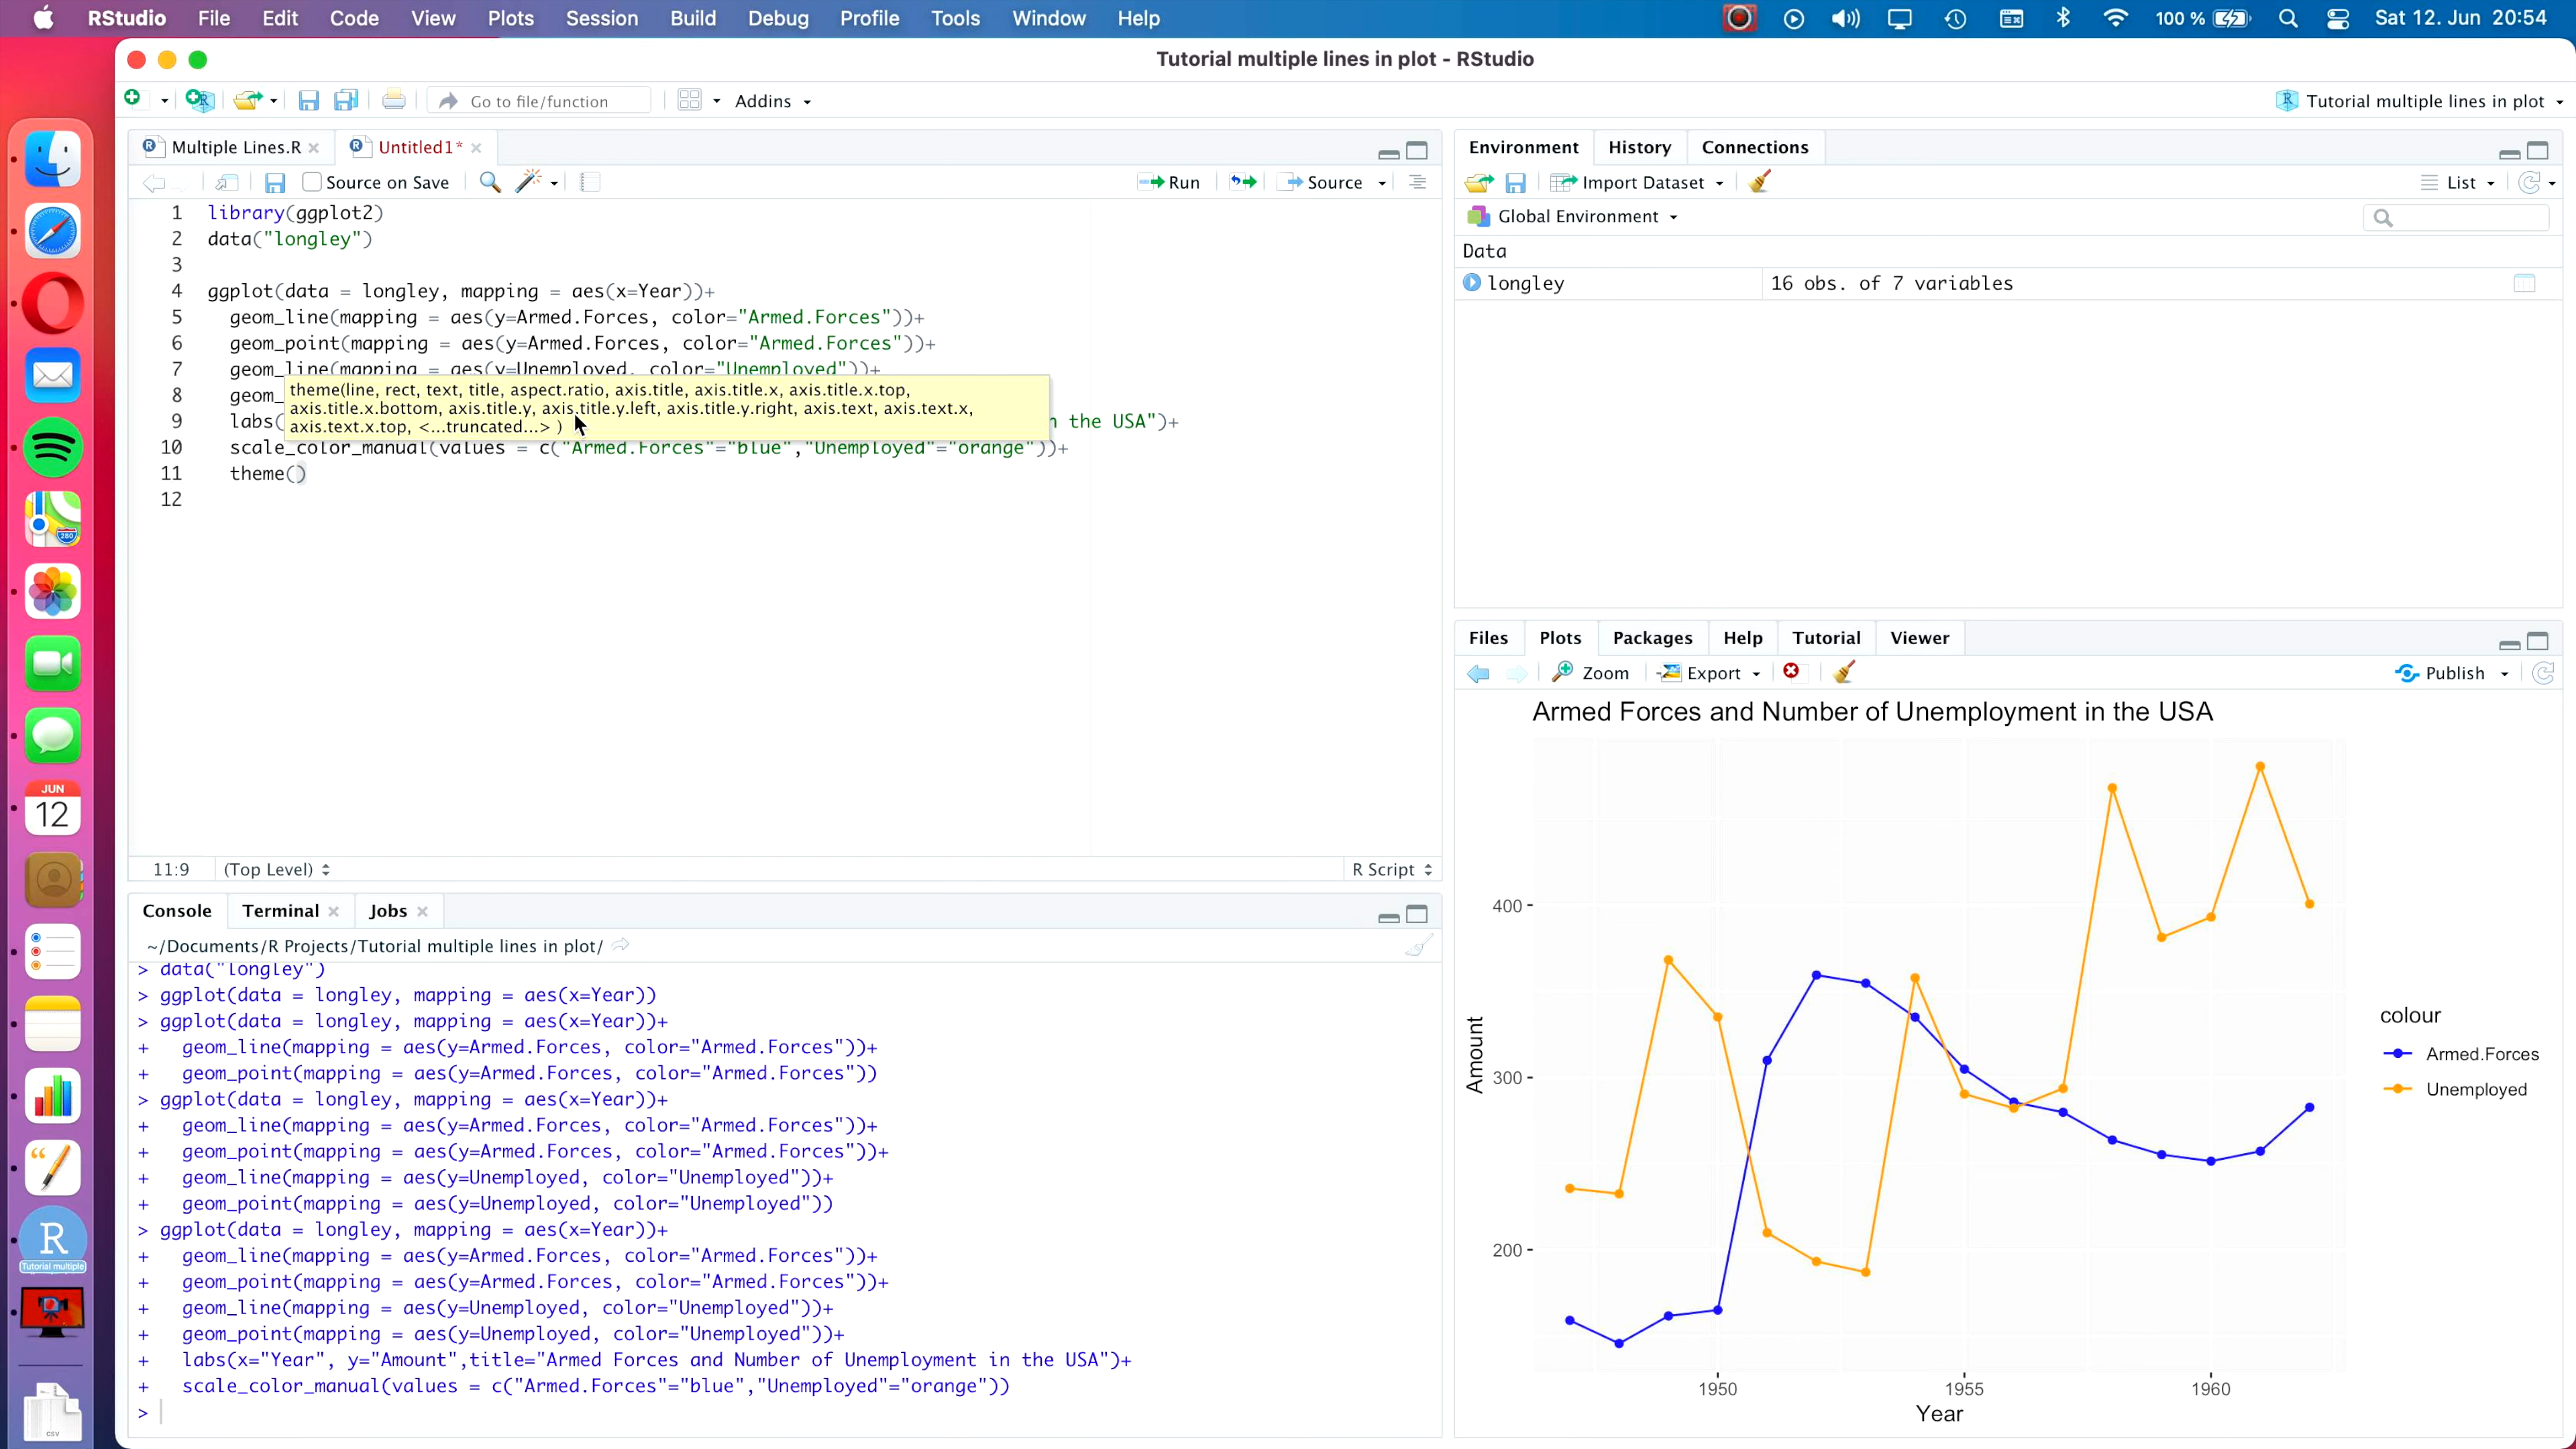 RStudio File Edit Code View Plots Session Build Debug Profile Tools Window Help 100 % Sat 12. Jun 20:54
Tutorial multiple lines in plot - RStudio
Go to file/function Addins Tutorial multiple lines in plot
Multiple Lines.R Untitled1*
Source on Save Run Source
1 library(ggplot2)
2 data("longley")
3
4 ggplot(data = longley, mapping = aes(x=Year))+
5 geom_line(mapping = aes(y=Armed.Forces, color="Armed.Forces"))+
6 geom_point(mapping = aes(y=Armed.Forces, color="Armed.Forces"))+
7 geom_line(mapping = aes(y=Unemployed, color="Unemployed"))+
8 geom_
theme(line, rect, text, title, aspect.ratio, axis.title, axis.title.x, axis.title.x.top,
axis.title.x.bottom, axis.title.y, axis.title.y.left, axis.title.y.right, axis.text, axis.text.x,
axis.text.x.top, <...truncated...> )
9 labs( n the USA")+
10 scale_color_manual(values = c("Armed.Forces"="blue","Unemployed"="orange"))+
11 theme()
12
11:9 (Top Level) R Script
Console Terminal Jobs
~/Documents/R Projects/Tutorial multiple lines in plot/
> data("longley")
> ggplot(data = longley, mapping = aes(x=Year))
> ggplot(data = longley, mapping = aes(x=Year))+
+ geom_line(mapping = aes(y=Armed.Forces, color="Armed.Forces"))+
+ geom_point(mapping = aes(y=Armed.Forces, color="Armed.Forces"))
> ggplot(data = longley, mapping = aes(x=Year))+
+ geom_line(mapping = aes(y=Armed.Forces, color="Armed.Forces"))+
+ geom_point(mapping = aes(y=Armed.Forces, color="Armed.Forces"))+
+ geom_line(mapping = aes(y=Unemployed, color="Unemployed"))+
+ geom_point(mapping = aes(y=Unemployed, color="Unemployed"))
> ggplot(data = longley, mapping = aes(x=Year))+
+ geom_line(mapping = aes(y=Armed.Forces, color="Armed.Forces"))+
+ geom_point(mapping = aes(y=Armed.Forces, color="Armed.Forces"))+
+ geom_line(mapping = aes(y=Unemployed, color="Unemployed"))+
+ geom_point(mapping = aes(y=Unemployed, color="Unemployed"))+
+ labs(x="Year", y="Amount",title="Armed Forces and Number of Unemployment in the USA")+
+ scale_color_manual(values = c("Armed.Forces"="blue","Unemployed"="orange"))
>
Environment History Connections
Import Dataset List
Global Environment
Data
longley 16 obs. of 7 variables
Files Plots Packages Help Tutorial Viewer
Zoom Export Publish
Armed Forces and Number of Unemployment in the USA
400
300
200
Amount
1950 1955 1960
Year
colour
Armed.Forces
Unemployed
280
JUN
12
R
Tutorial multiple
csv